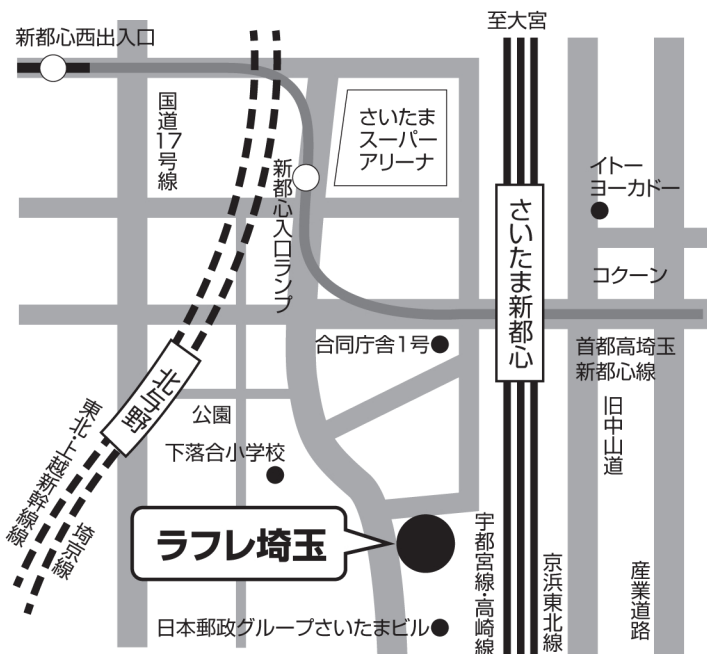 至大宮
新都心西出入口
国道17号線
さいたま
スーパー
アリーナ
新都心入口ランプ
イトー
ヨーカドー
さいたま新都心
コクーン
合同庁舎1号
首都高埼玉
新都心線
北与野
公園
旧中山道
東北・上越新幹線線
埼京線
下落合小学校
ラフレ埼玉
宇都宮線・高崎線
京浜東北線
産業道路
日本郵政グループさいたまビル